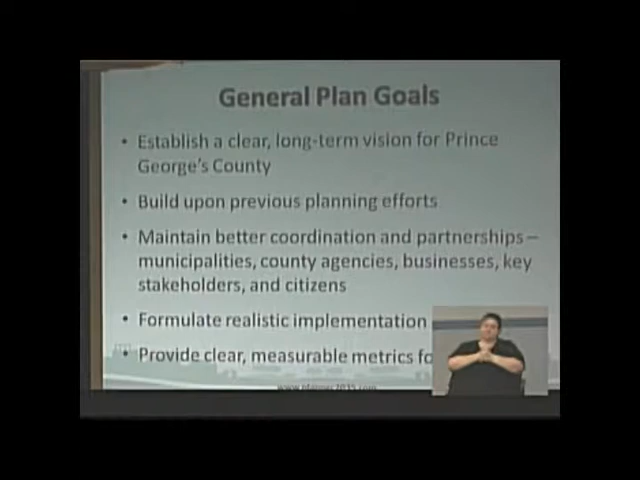 General Plan Goals
• Establish a clear, long-term vision for Prince
George's County
• Build upon previous planning efforts
• Maintain better coordination and partnerships –
municipalities, county agencies, businesses, key
stakeholders, and citizens
• Formulate realistic implementation
• Provide clear, measurable metrics fo